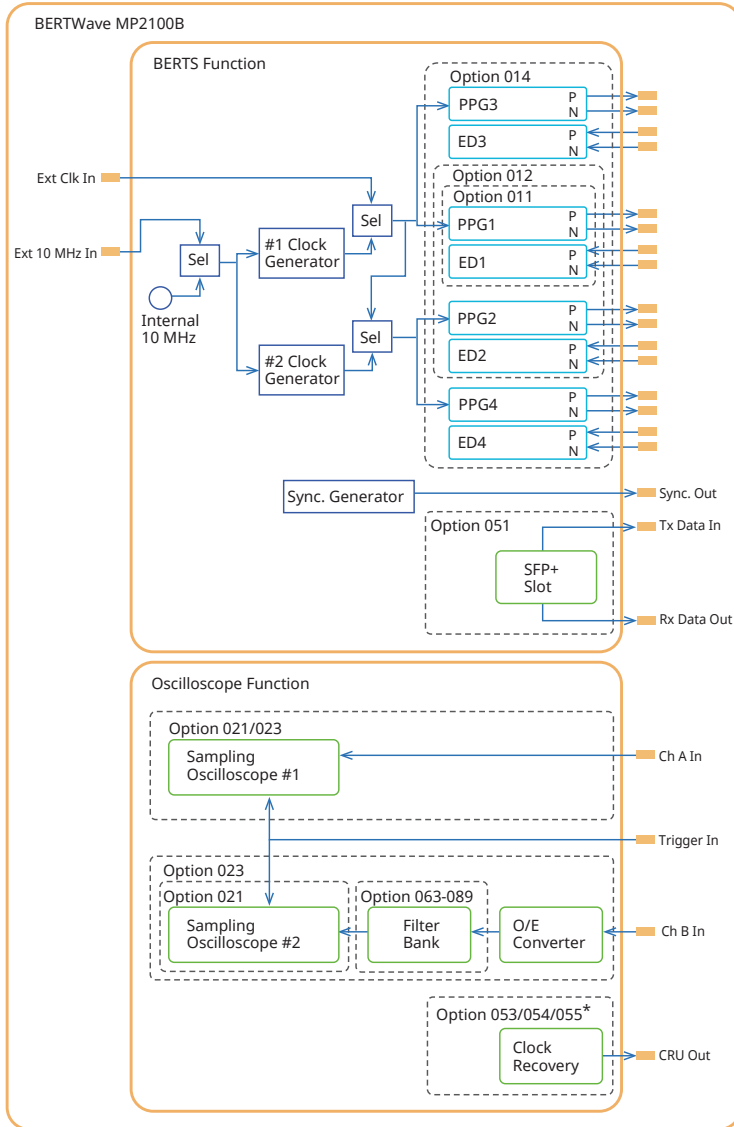 BERTWave MP2100B
BERTS Function
Option 014
PPG3
P
N
ED3
P
N
Option 012
Option 011
Ext Clk In
Sel
PPG1
P
N
Ext 10 MHz In
Sel
#1 Clock
Generator
ED1
P
N
Internal
10 MHz
Sel
PPG2
P
N
#2 Clock
Generator
ED2
P
N
PPG4
P
N
ED4
P
N
Sync. Generator
Sync. Out
Option 051
Tx Data In
SFP+
Slot
Rx Data Out
Oscilloscope Function
Option 021/023
Sampling
Oscilloscope #1
Ch A In
Trigger In
Option 023
Option 021
Option 063-089
Sampling
Oscilloscope #2
Filter
Bank
O/E
Converter
Ch B In
Option 053/054/055*
Clock
Recovery
CRU Out